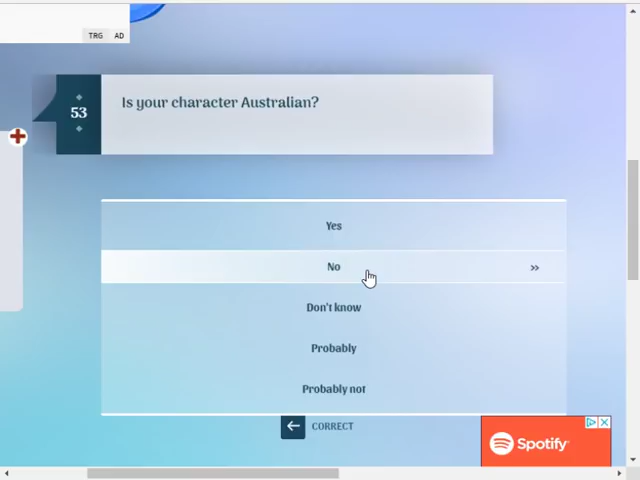 TRG AD
53
Is your character Australian?
Yes
No
Don't know
Probably
Probably not
CORRECT
Spotify